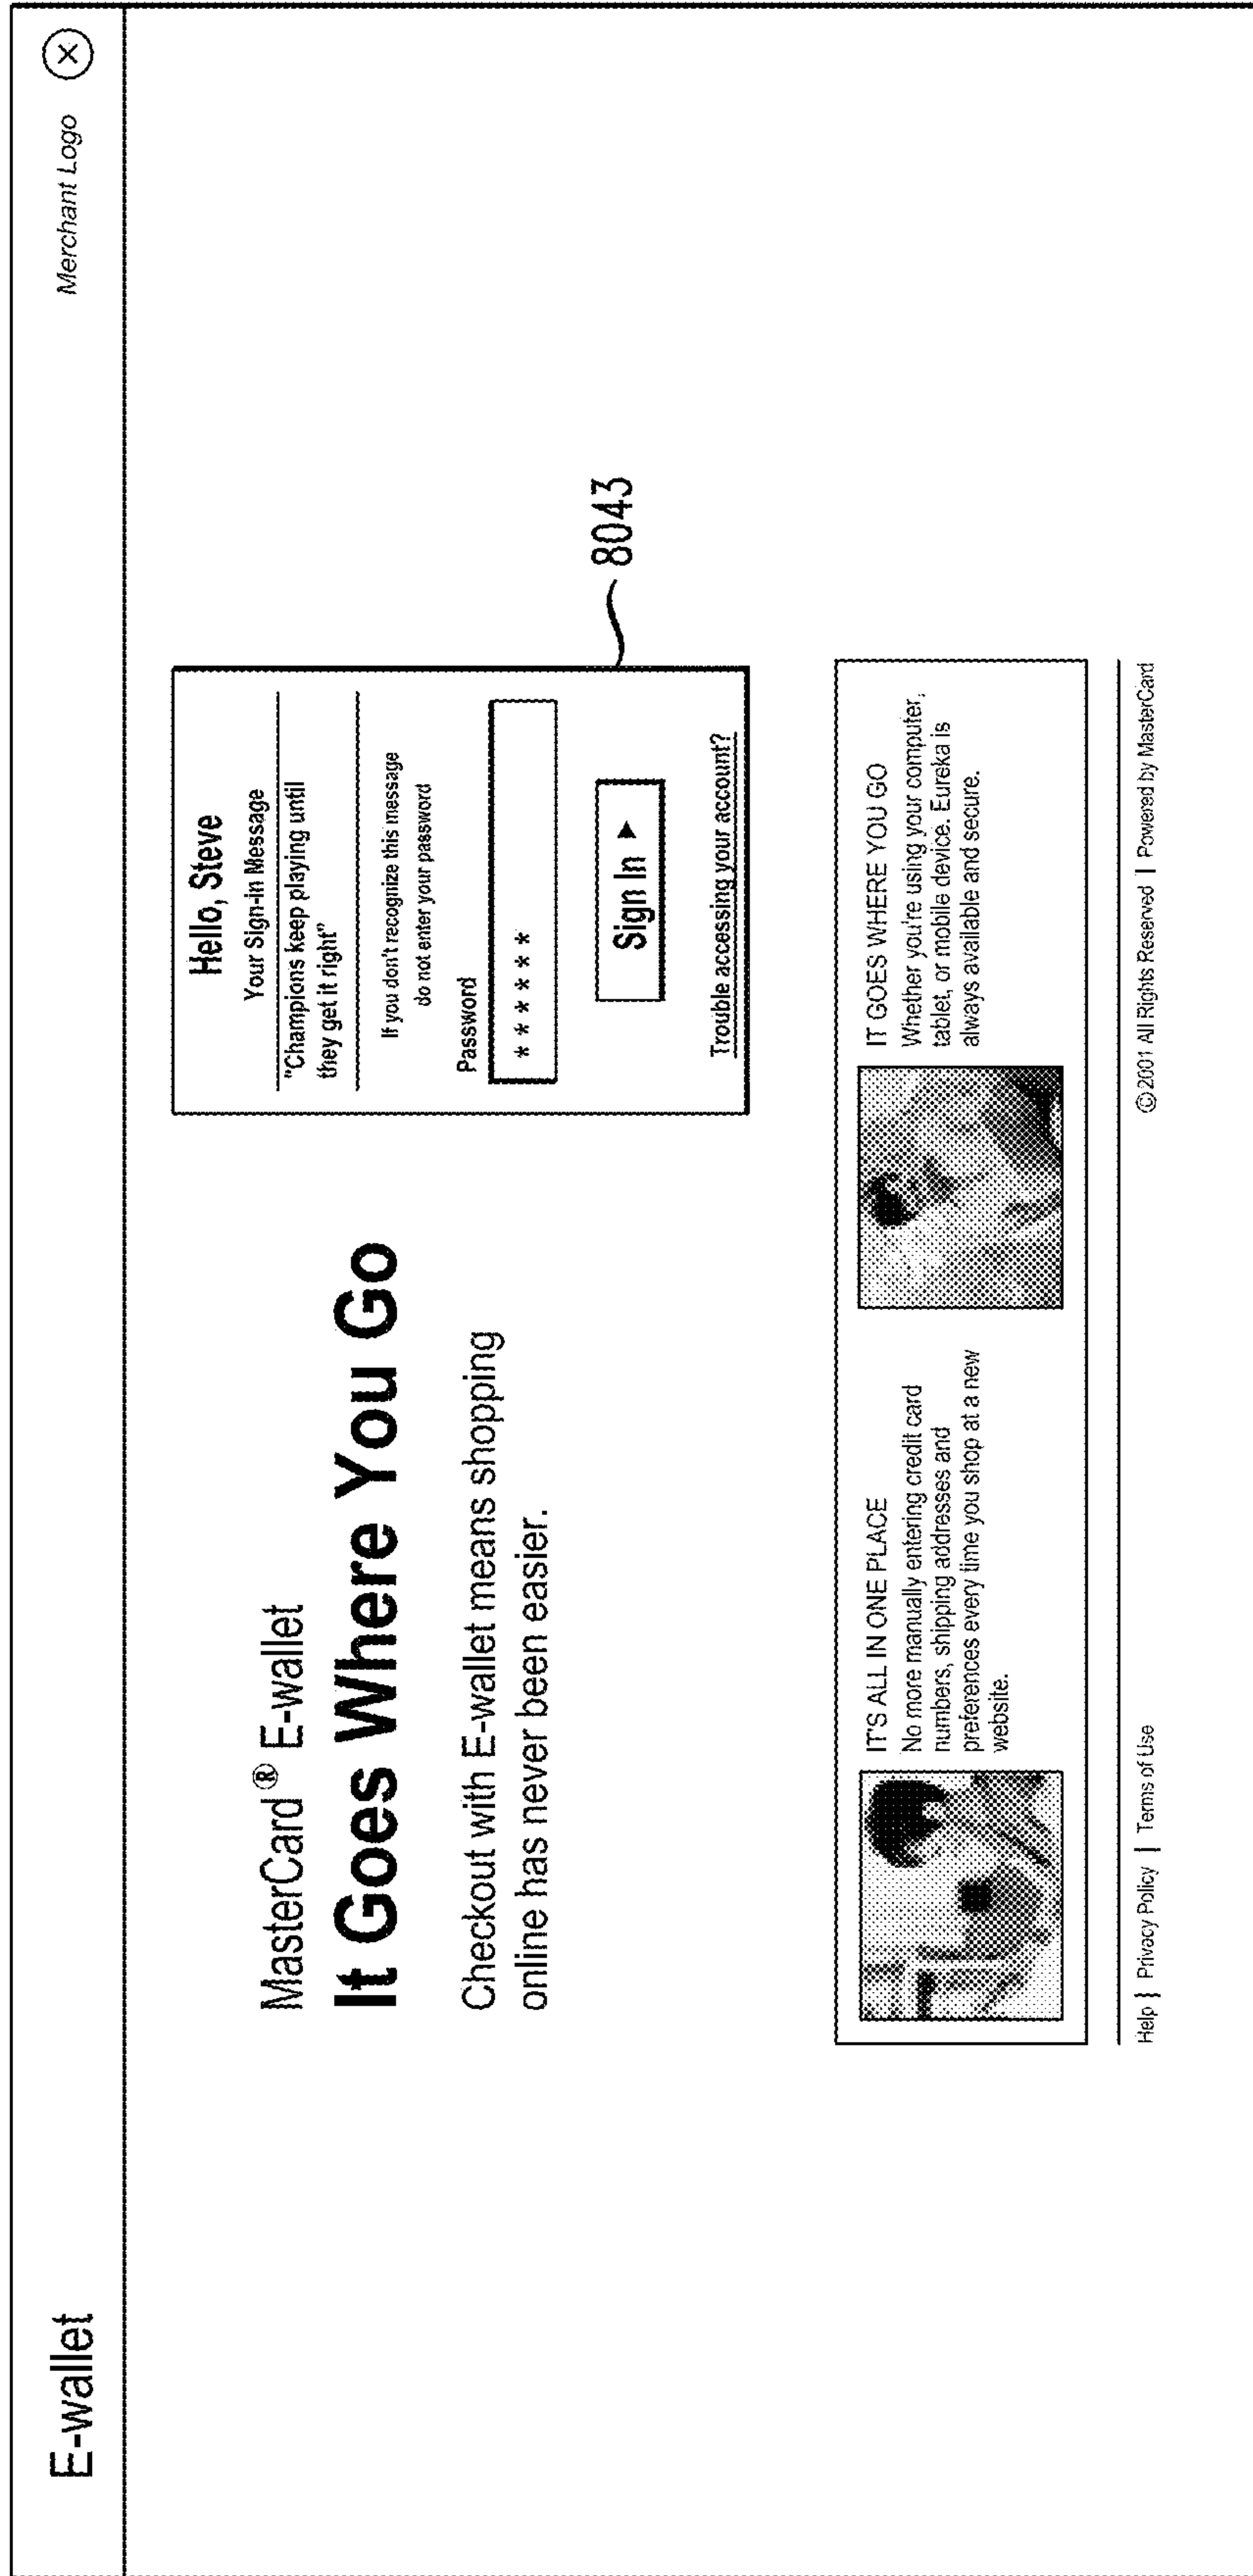 E-wallet
Merchant Logo
MasterCard® E-wallet
It Goes Where You Go
Checkout with E-wallet means shopping
online has never been easier.
Hello, Steve
Your Sign-in Message
"Champions keep playing until
they get it right"
If you don't recognize this message
do not enter your password
Password
******
Sign In ►
Trouble accessing your account?
8043
IT'S ALL IN ONE PLACE
No more manually entering credit card
numbers, shipping addresses and
preferences every time you shop at a new
website.
IT GOES WHERE YOU GO
Whether you're using your computer,
tablet, or mobile device. Eureka is
always available and secure.
Help | Privacy Policy | Terms of Use
© 2001 All Rights Reserved | Powered by MasterCard